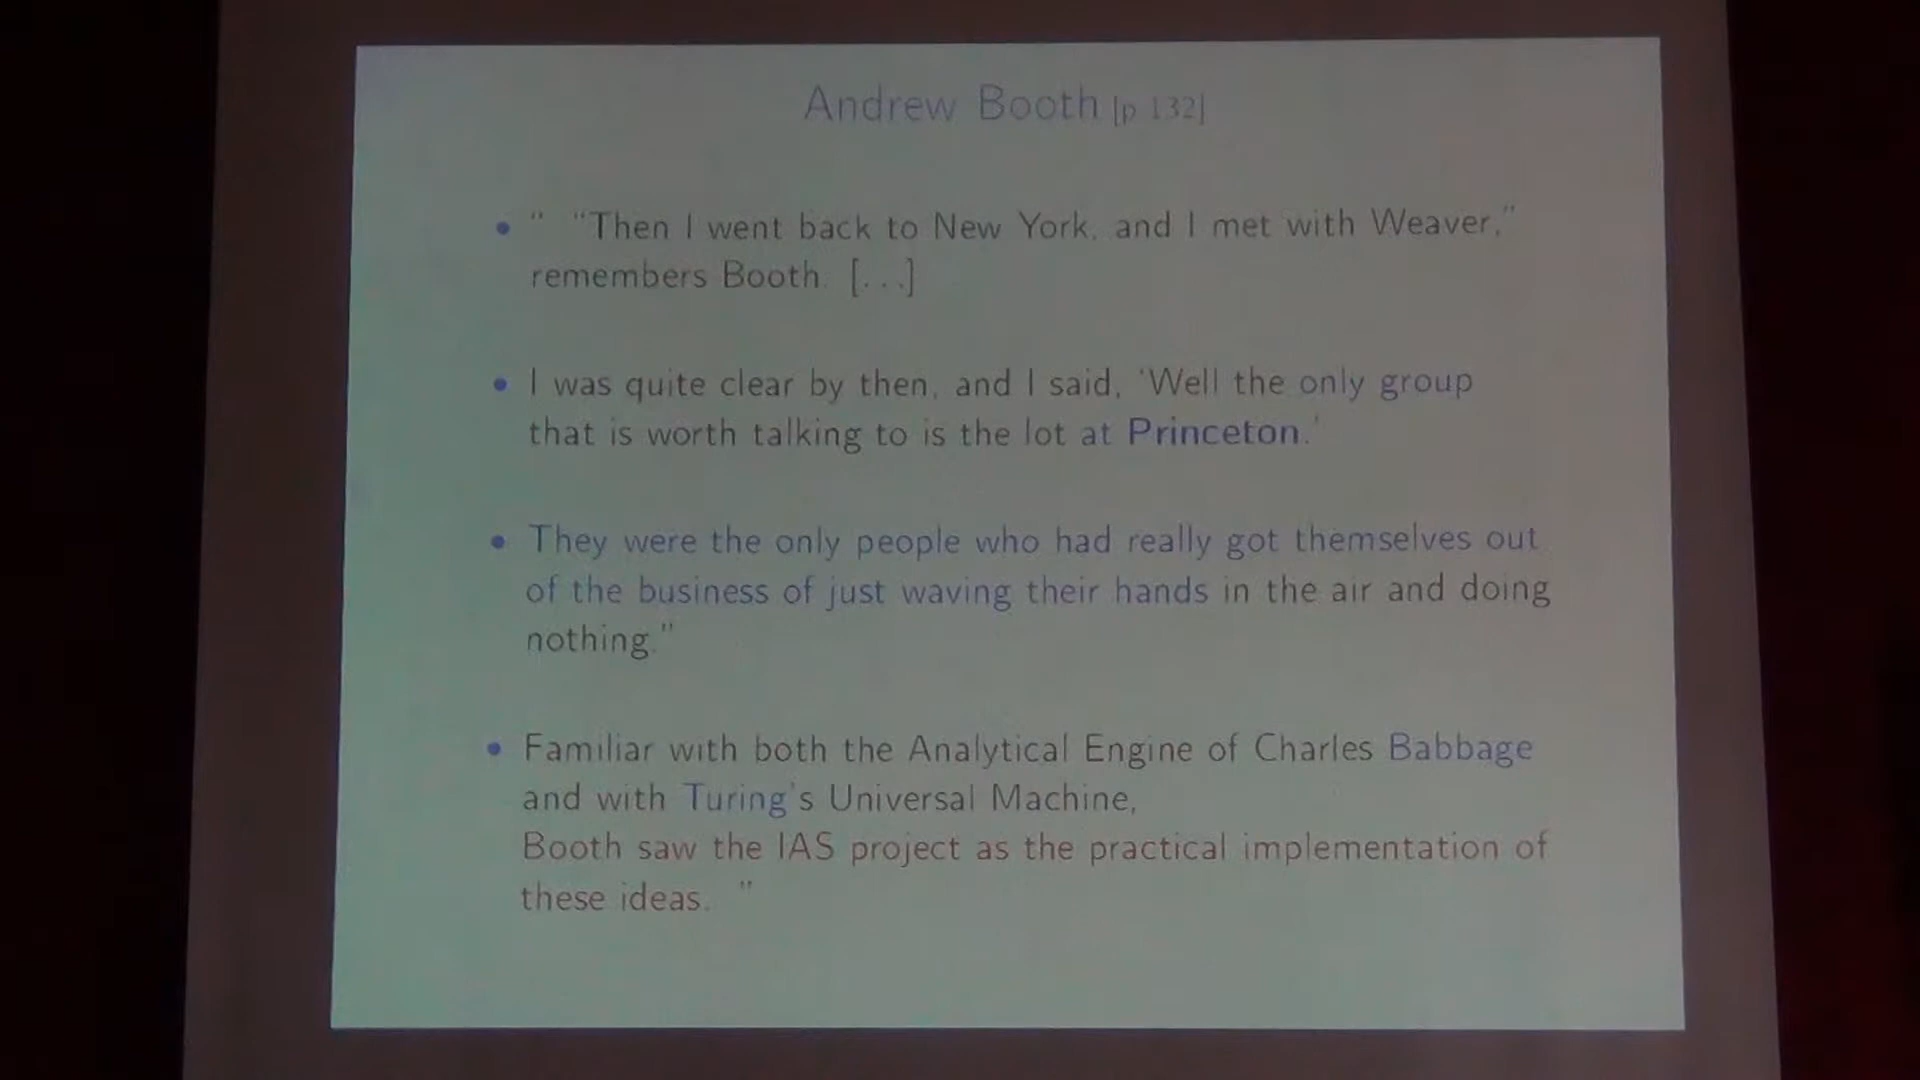 Andrew Booth [p 132]
• “ “Then I went back to New York, and I met with Weaver,”
remembers Booth. [...]
• I was quite clear by then, and I said, ‘Well the only group
that is worth talking to is the lot at Princeton.’
• They were the only people who had really got themselves out
of the business of just waving their hands in the air and doing
nothing.”
• Familiar with both the Analytical Engine of Charles Babbage
and with Turing's Universal Machine,
Booth saw the IAS project as the practical implementation of
these ideas. ”